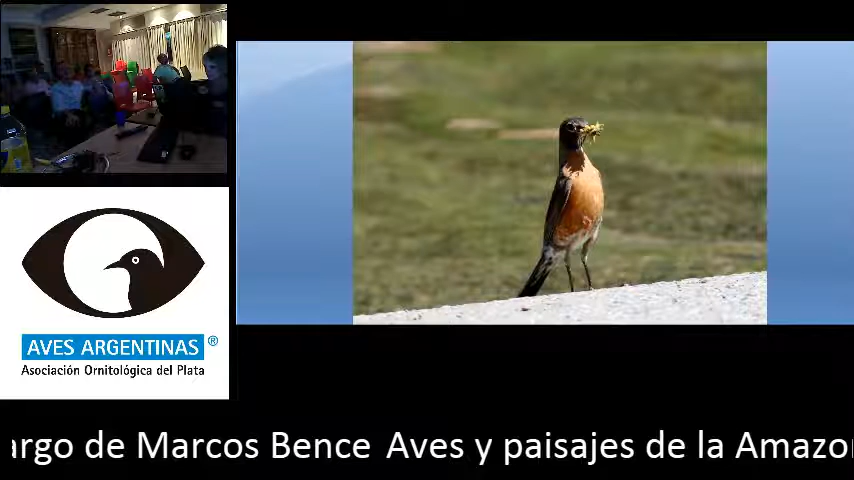 AVES ARGENTINAS ®
Asociación Ornitológica del Plata
argo de Marcos Bence Aves y paisajes de la Amazon